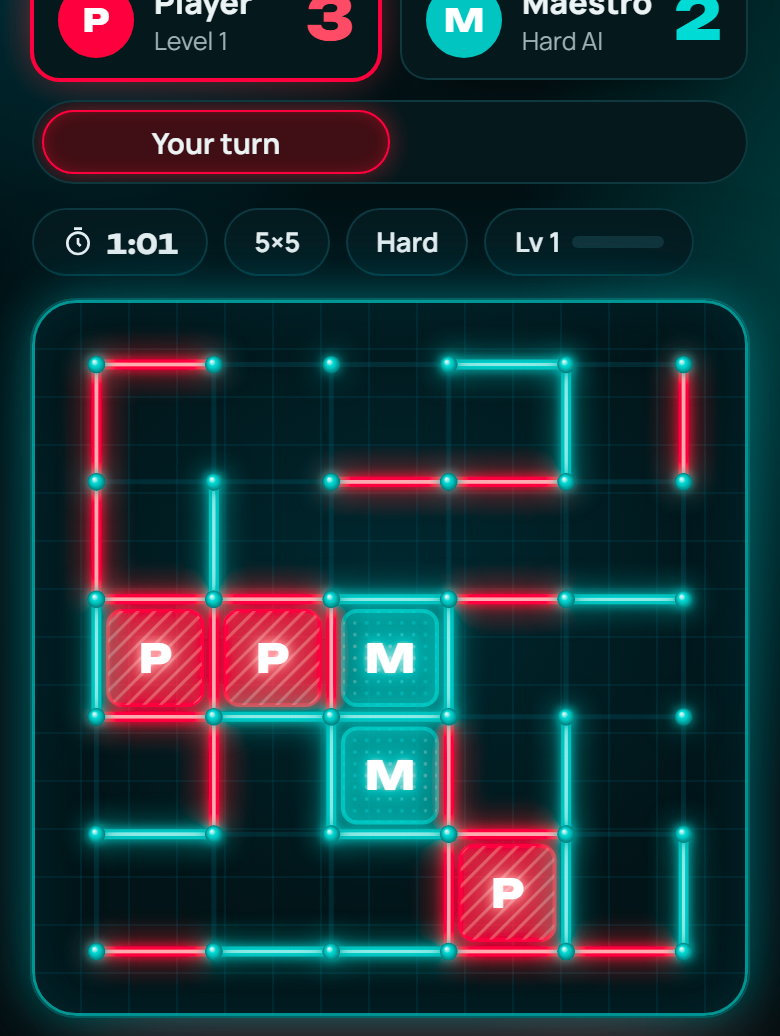 P Player 3
Level 1
M Maestro 2
Hard AI
Your turn
1:01 5×5 Hard Lv 1
P P M
M
P